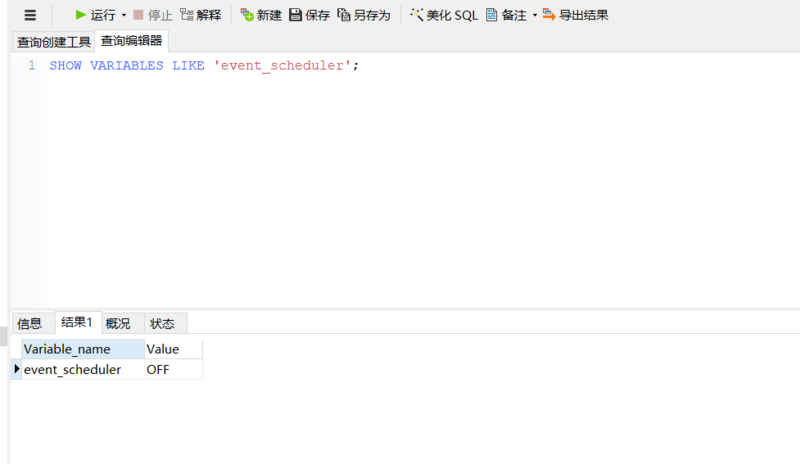 运行 停止 解释 新建 保存 另存为 美化 SQL 备注 导出结果
查询创建工具 查询编辑器
1 SHOW VARIABLES LIKE 'event_scheduler';
信息 结果1 概况 状态
Variable_name Value
event_scheduler OFF